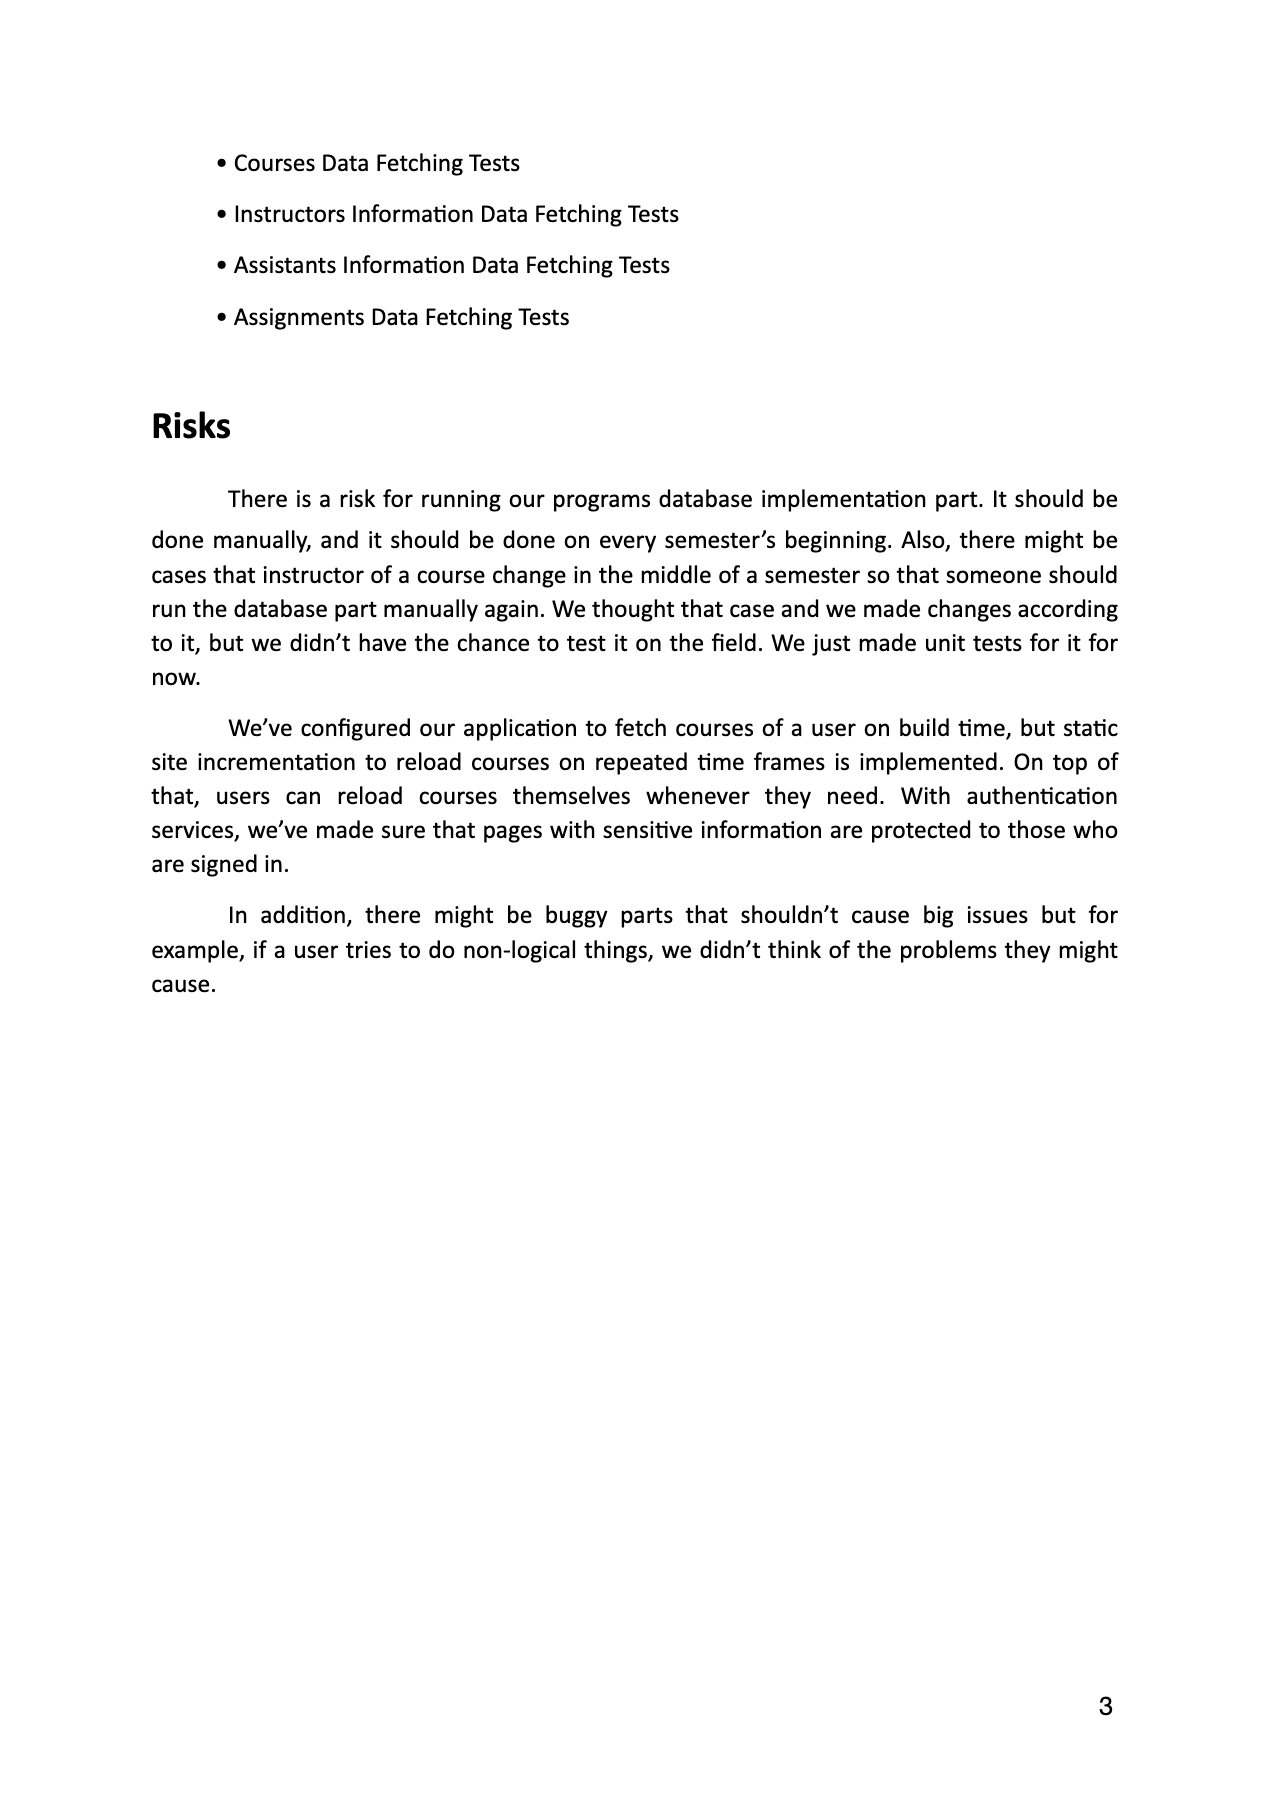 • Courses Data Fetching Tests
• Instructors Information Data Fetching Tests
• Assistants Information Data Fetching Tests
• Assignments Data Fetching Tests
Risks
There is a risk for running our programs database implementation part. It should be
done manually, and it should be done on every semester’s beginning. Also, there might be
cases that instructor of a course change in the middle of a semester so that someone should
run the database part manually again. We thought that case and we made changes according
to it, but we didn’t have the chance to test it on the field. We just made unit tests for it for
now.
We’ve configured our application to fetch courses of a user on build time, but static
site incrementation to reload courses on repeated time frames is implemented. On top of
that, users can reload courses themselves whenever they need. With authentication
services, we’ve made sure that pages with sensitive information are protected to those who
are signed in.
In addition, there might be buggy parts that shouldn’t cause big issues but for
example, if a user tries to do non-logical things, we didn’t think of the problems they might
cause.
3